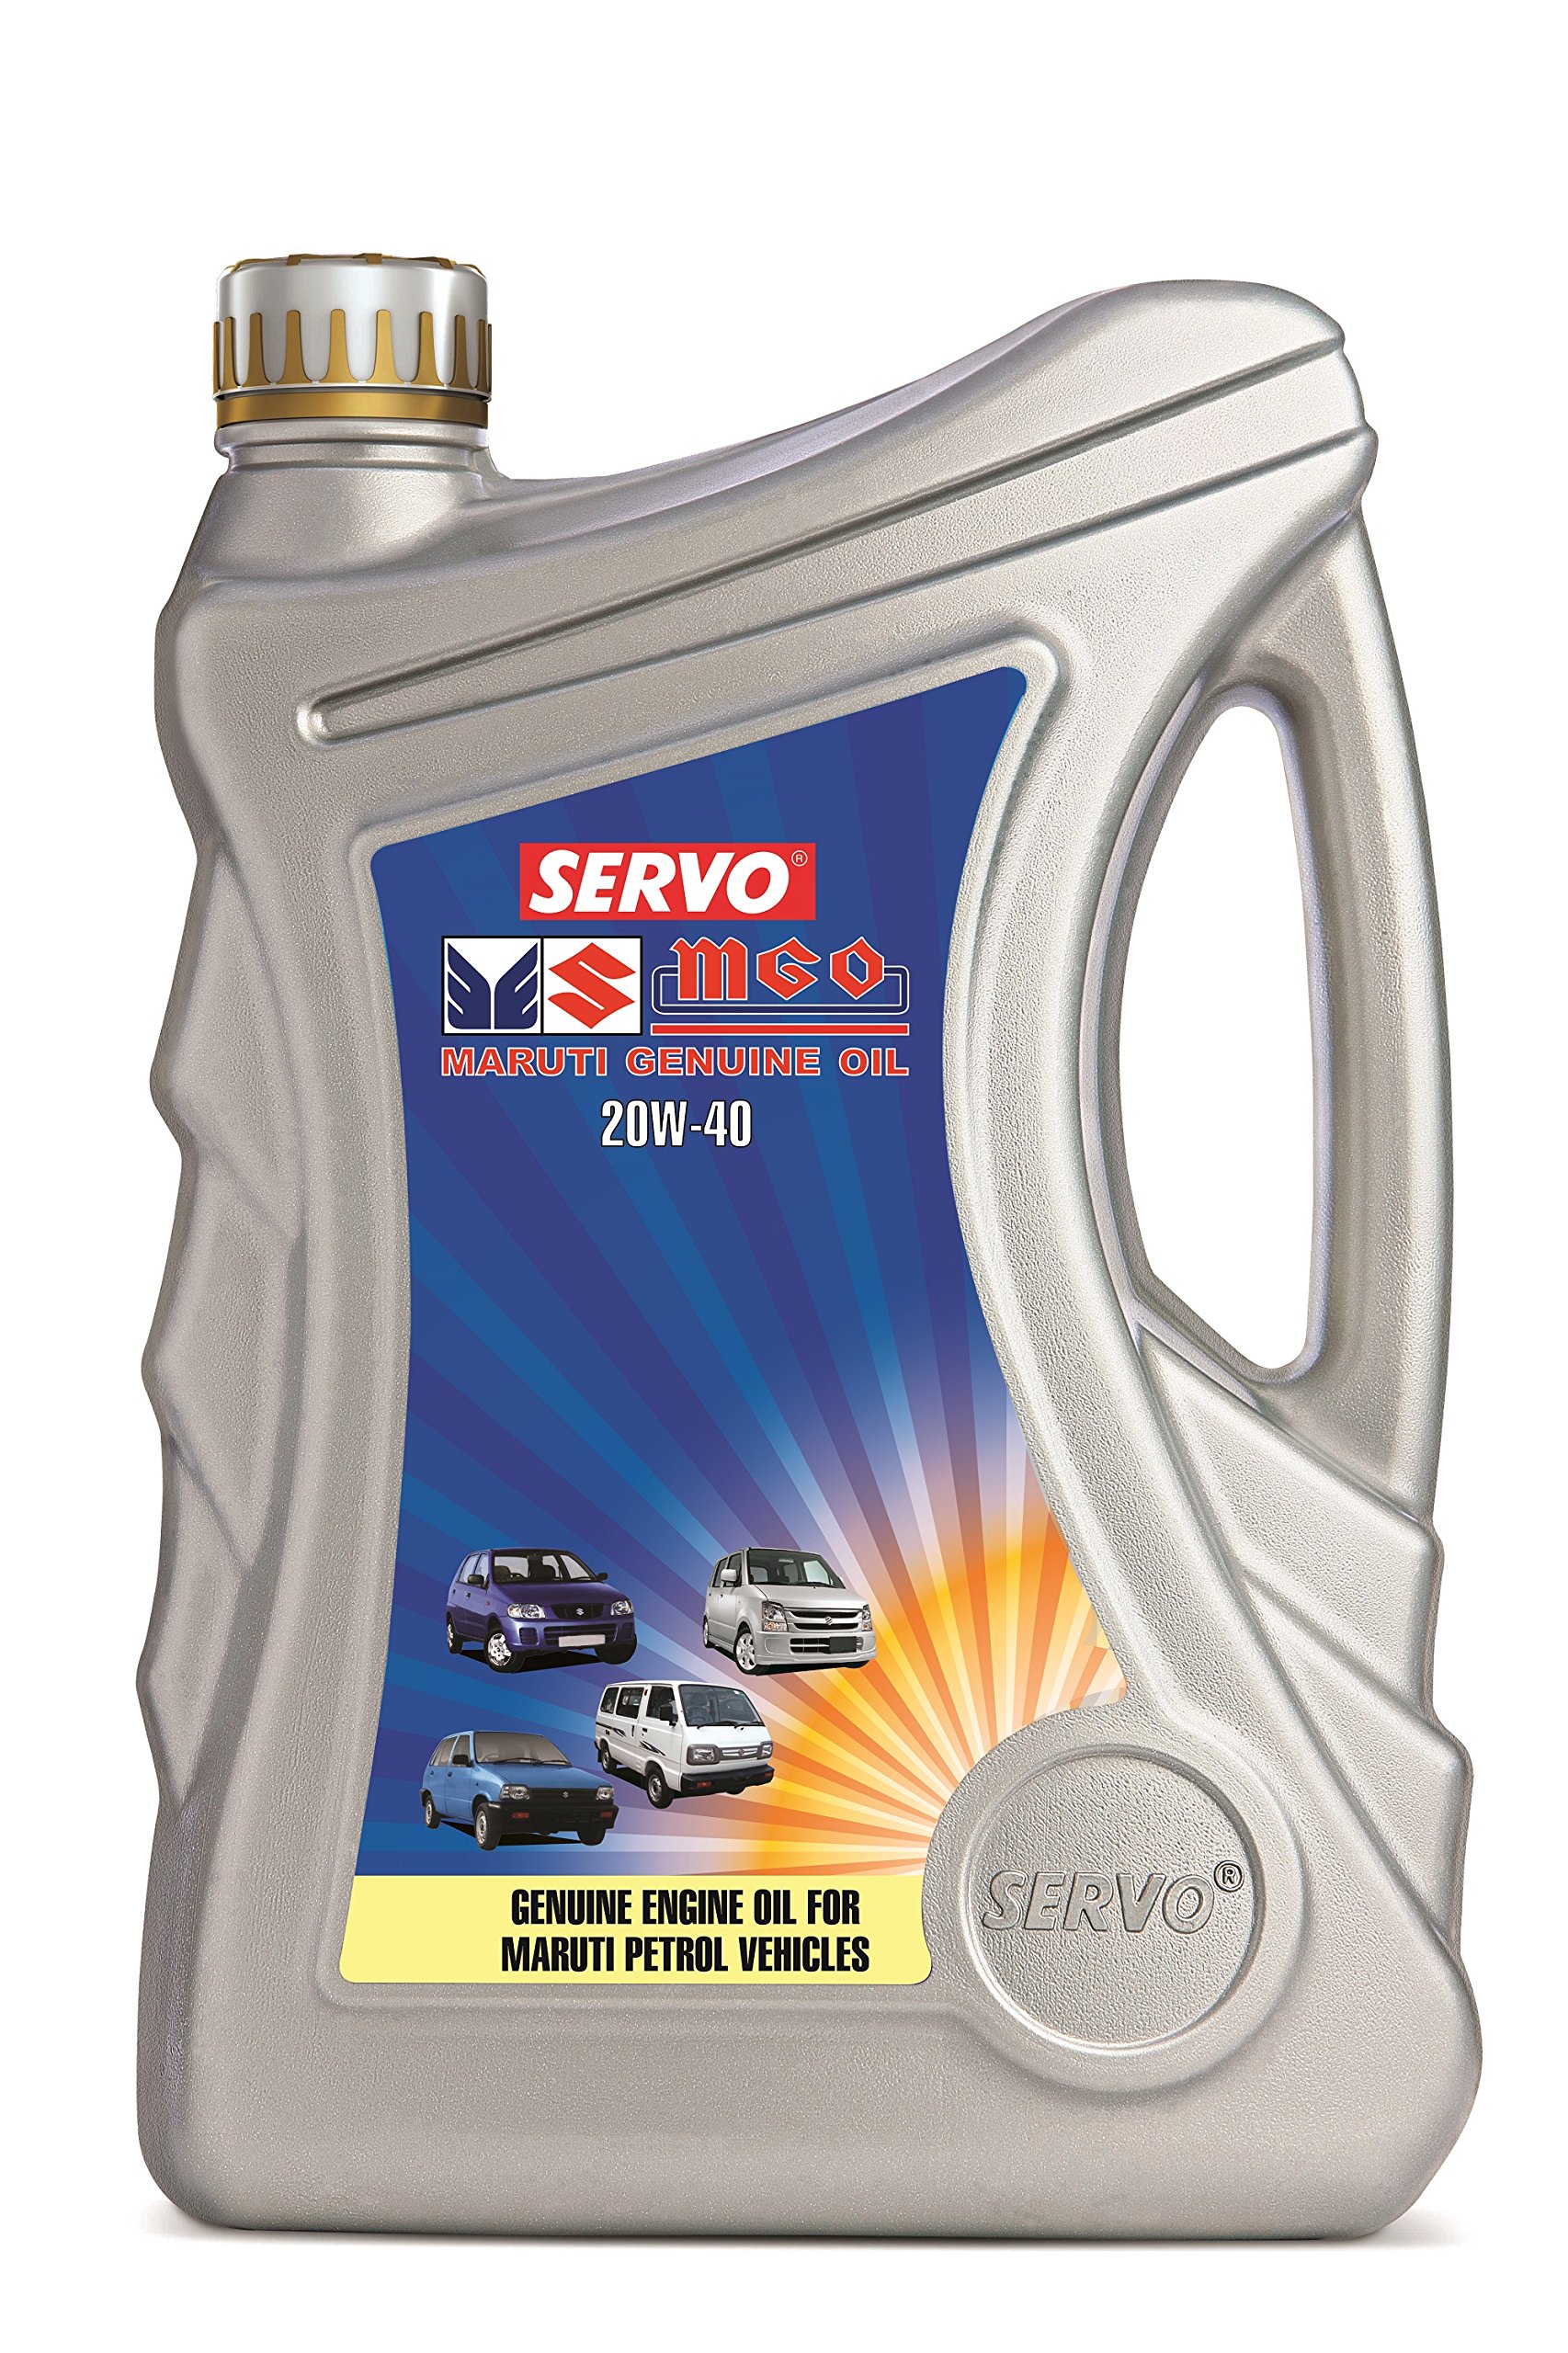 SERVO®
MGO
MARUTI GENUINE OIL
20W-40
GENUINE ENGINE OIL FOR
MARUTI PETROL VEHICLES
SERVO®